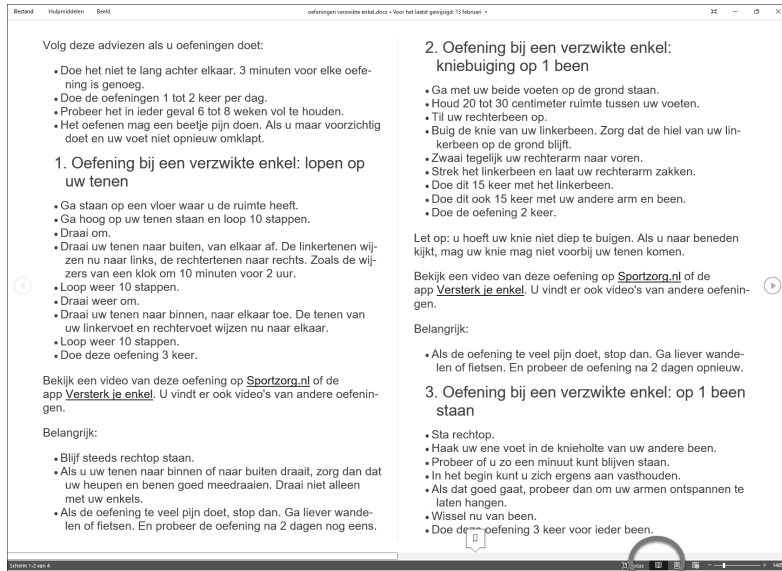 Bestand Hulpmiddelen Beeld
oefeningen verzwikte enkel.docx • Voor het laatst gewijzigd: 13 februari
Volg deze adviezen als u oefeningen doet:
• Doe het niet te lang achter elkaar. 3 minuten voor elke oefe-
ning is genoeg.
• Doe de oefeningen 1 tot 2 keer per dag.
• Probeer het in ieder geval 6 tot 8 weken vol te houden.
• Het oefenen mag een beetje pijn doen. Als u maar voorzichtig
doet en uw voet niet opnieuw omklapt.
1. Oefening bij een verzwikte enkel: lopen op
uw tenen
• Ga staan op een vloer waar u de ruimte heeft.
• Ga hoog op uw tenen staan en loop 10 stappen.
• Draai om.
• Draai uw tenen naar buiten, van elkaar af. De linkertenen wij-
zen nu naar links, de rechtertenen naar rechts. Zoals de wij-
zers van een klok om 10 minuten voor 2 uur.
• Loop weer 10 stappen.
• Draai weer om.
• Draai uw tenen naar binnen, naar elkaar toe. De tenen van
uw linkervoet en rechtervoet wijzen nu naar elkaar.
• Loop weer 10 stappen.
• Doe deze oefening 3 keer.
Bekijk een video van deze oefening op Sportzorg.nl of de
app Versterk je enkel. U vindt er ook video's van andere oefenin-
gen.
Belangrijk:
• Blijf steeds rechtop staan.
• Als u uw tenen naar binnen of naar buiten draait, zorg dan dat
uw heupen en benen goed meedraaien. Draai niet alleen
met uw enkels.
• Als de oefening te veel pijn doet, stop dan. Ga liever wande-
len of fietsen. En probeer de oefening na 2 dagen nog eens.
2. Oefening bij een verzwikte enkel:
kniebuiging op 1 been
• Ga met uw beide voeten op de grond staan.
• Houd 20 tot 30 centimeter ruimte tussen uw voeten.
• Til uw rechterbeen op.
• Buig de knie van uw linkerbeen. Zorg dat de hiel van uw lin-
kerbeen op de grond blijft.
• Zwaai tegelijk uw rechterarm naar voren.
• Strek het linkerbeen en laat uw rechterarm zakken.
• Doe dit 15 keer met het linkerbeen.
• Doe dit ook 15 keer met uw andere arm en been.
• Doe de oefening 2 keer.
Let op: u hoeft uw knie niet diep te buigen. Als u naar beneden
kijkt, mag uw knie mag niet voorbij uw tenen komen.
Bekijk een video van deze oefening op Sportzorg.nl of de
app Versterk je enkel. U vindt er ook video's van andere oefenin-
gen.
Belangrijk:
• Als de oefening te veel pijn doet, stop dan. Ga liever wande-
len of fietsen. En probeer de oefening na 2 dagen opnieuw.
3. Oefening bij een verzwikte enkel: op 1 been
staan
• Sta rechtop.
• Haak uw ene voet in de knieholte van uw andere been.
• Probeer of u zo een minuut kunt blijven staan.
• In het begin kunt u zich ergens aan vasthouden.
• Als dat goed gaat, probeer dan om uw armen ontspannen te
laten hangen.
• Wissel nu van been.
• Doe deze oefening 3 keer voor ieder been.
Scherm 1-2 van 4
Focus